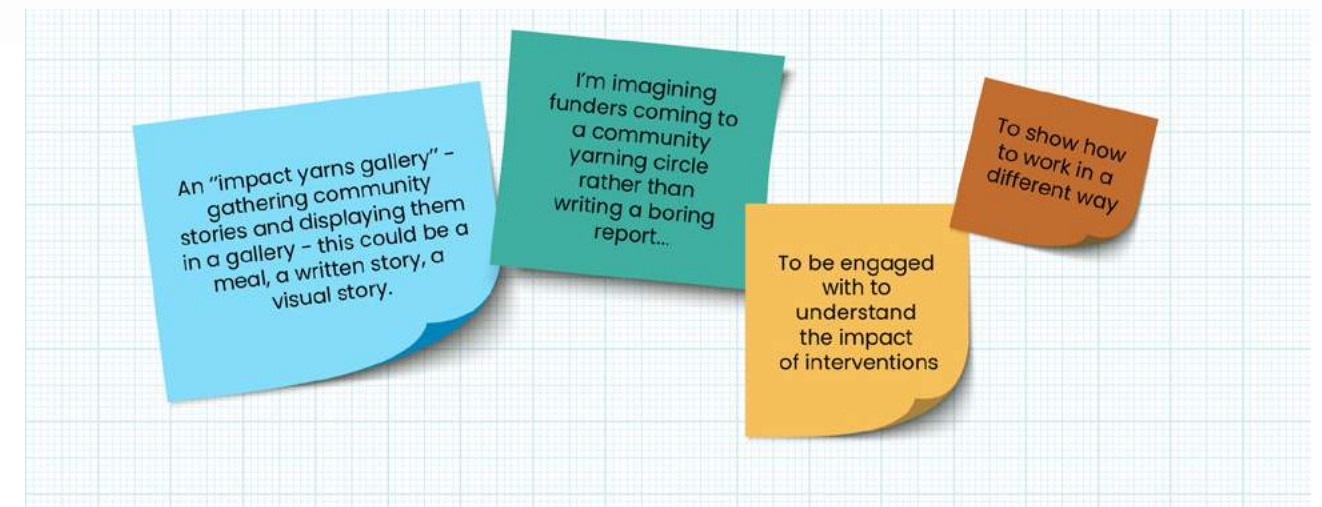 An “impact yarns gallery” -
gathering community
stories and displaying them
in a gallery - this could be a
meal, a written story, a
visual story.
I’m imagining
funders coming to
a community
yarning circle
rather than
writing a boring
report...
To be engaged
with to
understand
the impact
of interventions
To show how
to work in a
different way